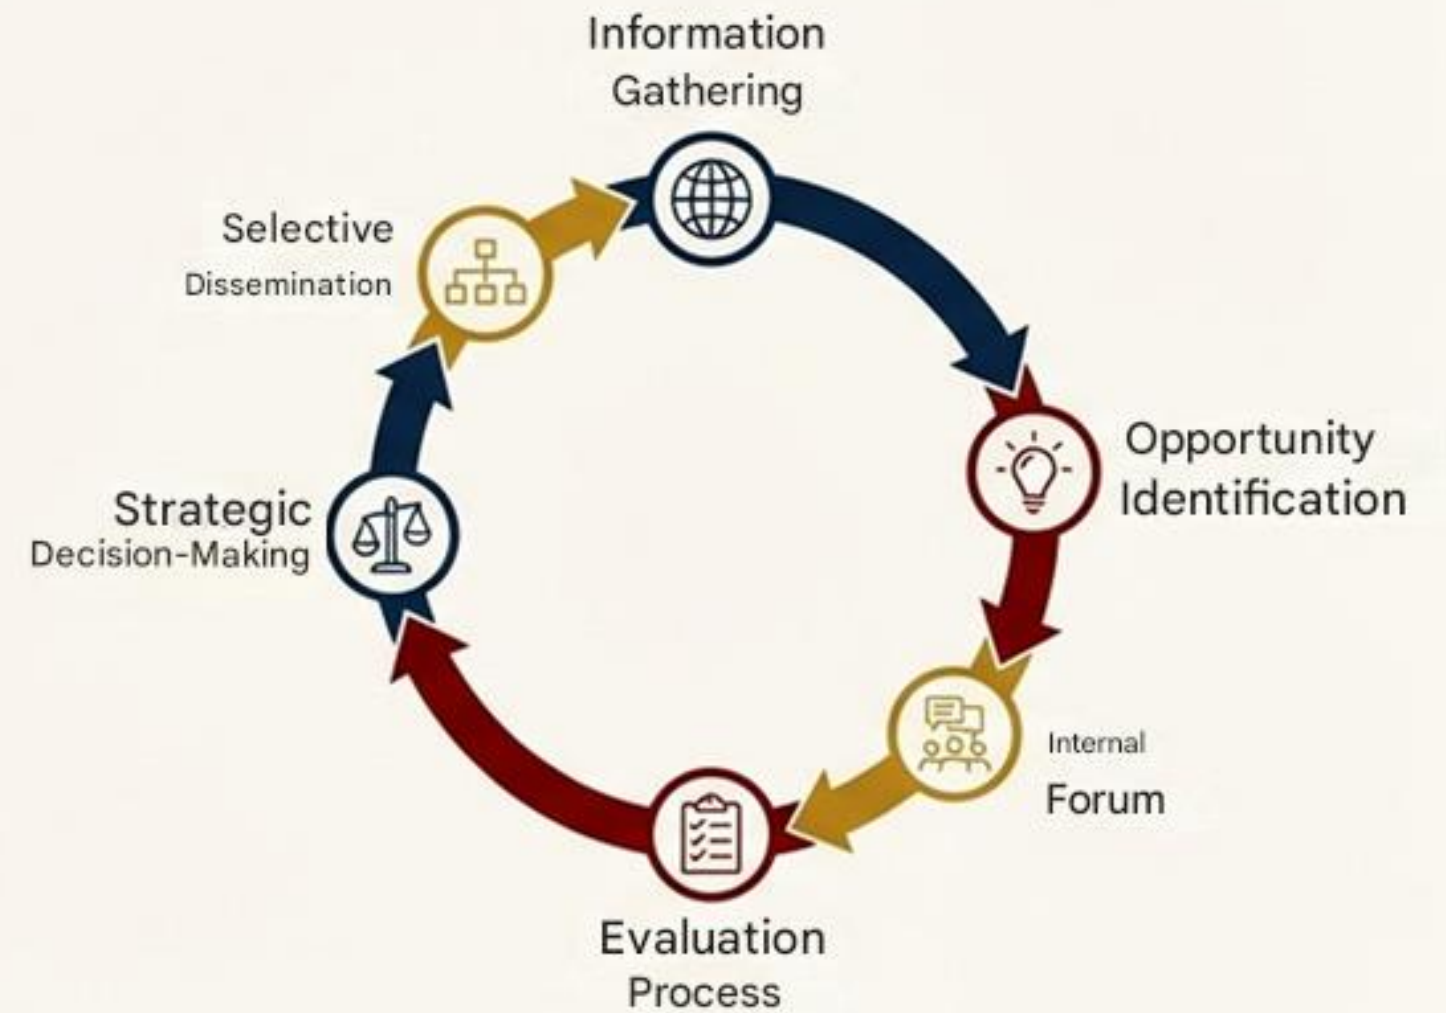 Information
Gathering
Opportunity
Identification
Internal
Forum
Evaluation
Process
Strategic
Decision-Making
Selective
Dissemination